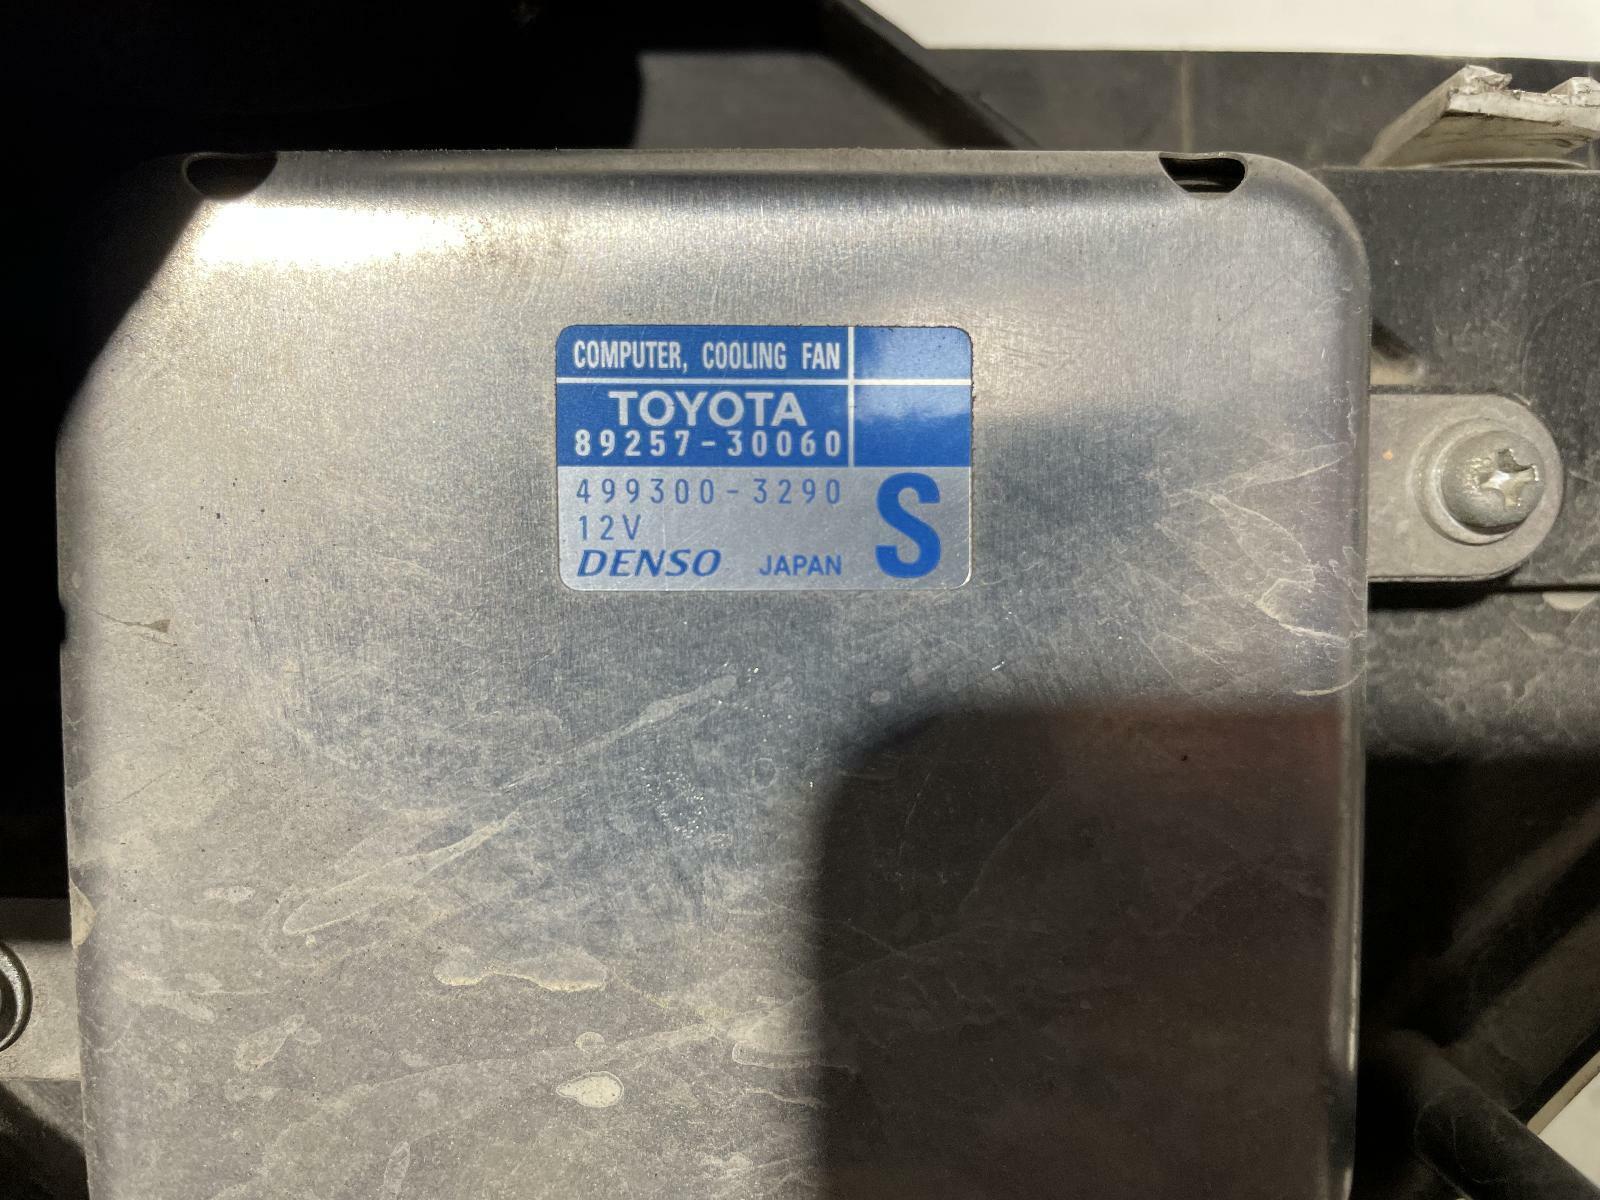 COMPUTER, COOLING FAN
TOYOTA
89257-30060
499300-3290
12V
DENSO JAPAN S